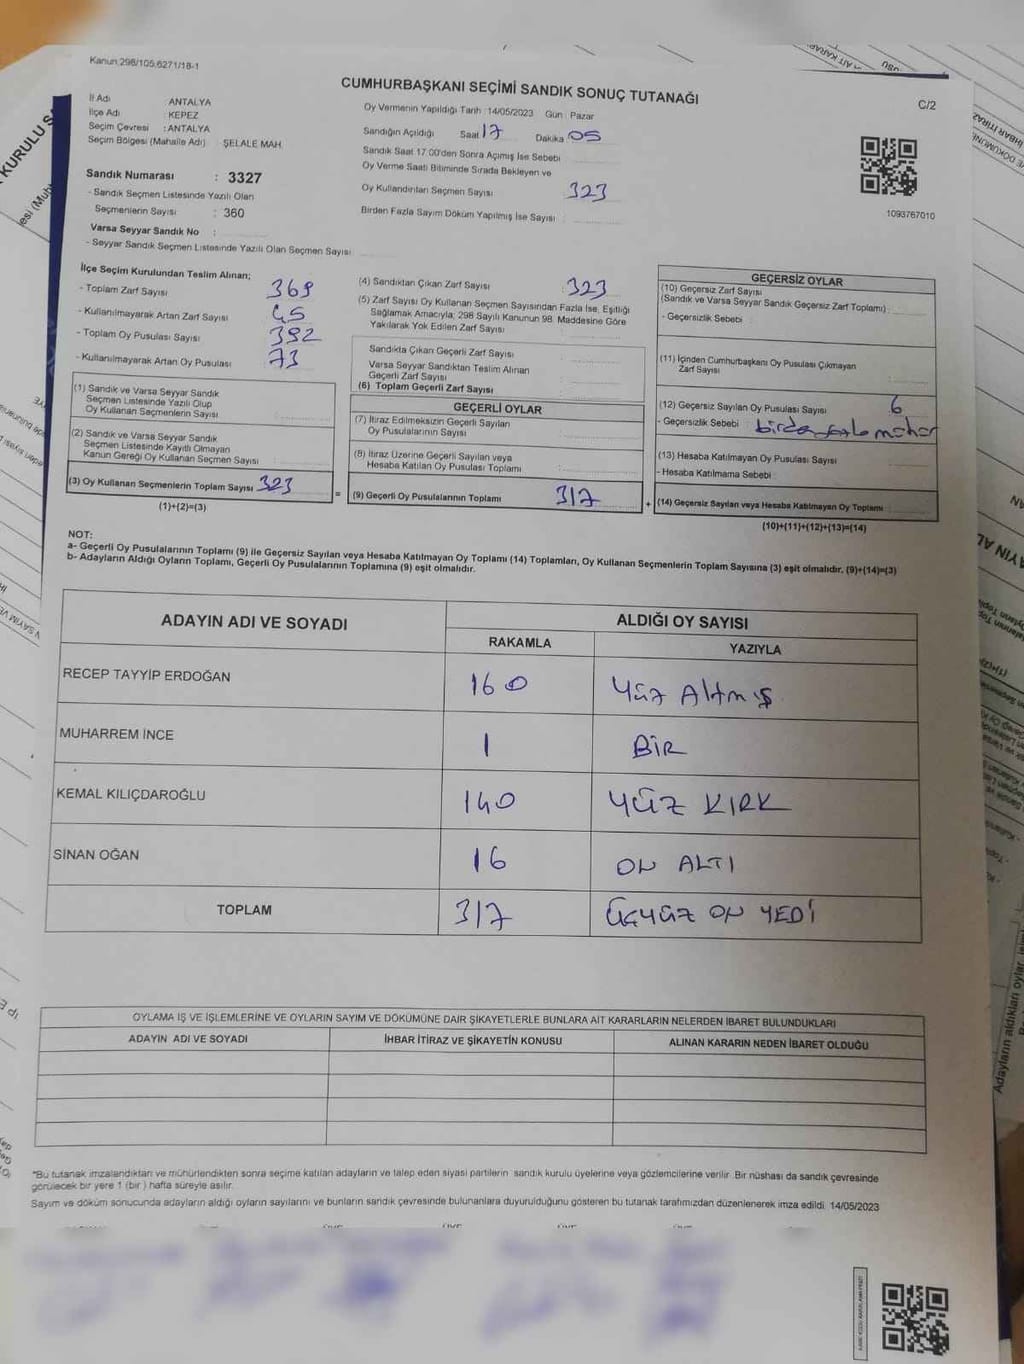 Kanun,298/105,6271/18-1
CUMHURBAŞKANI SEÇİMİ SANDIK SONUÇ TUTANAĞI
C/2
İl Adı : ANTALYA
İlçe Adı : KEPEZ
Seçim Çevresi : ANTALYA
Seçim Bölgesi (Mahalle Adı) : ŞELALE MAH.
Sandık Numarası : 3327
- Sandık Seçmen Listesinde Yazılı Olan
Seçmenlerin Sayısı : 360
Varsa Seyyar Sandık No :
- Seyyar Sandık Seçmen Listesinde Yazılı Olan Seçmen Sayısı
Oy Vermenin Yapıldığı Tarih :14/05/2023 Gün : Pazar
Sandığın Açıldığı Saat 17 Dakika 05
Sandık Saat 17:00'den Sonra Açılmış İse Sebebi
Oy Verme Saati Bitiminde Sırada Bekleyen ve
Oy Kullandırılan Seçmen Sayısı 323
Birden Fazla Sayım Döküm Yapılmış İse Sayısı :
1093767010
İlçe Seçim Kurulundan Teslim Alınan;
- Toplam Zarf Sayısı 368
- Kullanılmayarak Artan Zarf Sayısı 45
- Toplam Oy Pusulası Sayısı 392
- Kullanılmayarak Artan Oy Pusulası 73
(1) Sandık ve Varsa Seyyar Sandık
Seçmen Listesinde Yazılı Olup
Oy Kullanan Seçmenlerin Sayısı
(2) Sandık ve Varsa Seyyar Sandık
Seçmen Listesinde Kayıtlı Olmayan
Kanun Gereği Oy Kullanan Seçmen Sayısı
(3) Oy Kullanan Seçmenlerin Toplam Sayısı 323
(1)+(2)=(3)
(4) Sandıktan Çıkan Zarf Sayısı : 323
(5) Zarf Sayısı Oy Kullanan Seçmen Sayısından Fazla İse, Eşitliği
Sağlamak Amacıyla, 298 Sayılı Kanunun 98. Maddesine Göre
Yakılarak Yok Edilen Zarf Sayısı
Sandıkta Çıkan Geçerli Zarf Sayısı
Varsa Seyyar Sandıktan Teslim Alınan
Geçerli Zarf Sayısı
(6) Toplam Geçerli Zarf Sayısı
GEÇERLİ OYLAR
(7) İtiraz Edilmeksizin Geçerli Sayılan
Oy Pusulalarının Sayısı
(8) İtiraz Üzerine Geçerli Sayılan veya
Hesaba Katılan Oy Pusulası Toplamı
= (9) Geçerli Oy Pusulalarının Toplamı 317
GEÇERSİZ OYLAR
(10) Geçersiz Zarf Sayısı
(Sandık ve Varsa Seyyar Sandık Geçersiz Zarf Toplamı) :
- Geçersizlik Sebebi
(11) İçinden Cumhurbaşkanı Oy Pusulası Çıkmayan
Zarf Sayısı
(12) Geçersiz Sayılan Oy Pusulası Sayısı 6
- Geçersizlik Sebebi : birden fazla mühür
(13) Hesaba Katılmayan Oy Pusulası Sayısı
- Hesaba Katılmama Sebebi
+ (14) Geçersiz Sayılan veya Hesaba Katılmayan Oy Toplamı
(10)+(11)+(12)+(13)=(14)
NOT:
a- Geçerli Oy Pusulalarının Toplamı (9) ile Geçersiz Sayılan veya Hesaba Katılmayan Oy Toplamı (14) Toplamları, Oy Kullanan Seçmenlerin Toplam Sayısına (3) eşit olmalıdır. (9)+(14)=(3)
b- Adayların Aldığı Oyların Toplamı, Geçerli Oy Pusulalarının Toplamına (9) eşit olmalıdır.
ADAYIN ADI VE SOYADI ALDIĞI OY SAYISI
RAKAMLA YAZIYLA
RECEP TAYYİP ERDOĞAN 160 Yüz Altmış
MUHARREM İNCE 1 BİR
KEMAL KILIÇDAROĞLU 140 YÜZ KIRK
SİNAN OĞAN 16 ON ALTI
TOPLAM 317 ÜÇYÜZ ON YEDİ
OYLAMA İŞ VE İŞLEMLERİNE VE OYLARIN SAYIM VE DÖKÜMÜNE DAİR ŞİKAYETLERLE BUNLARA AİT KARARLARIN NELERDEN İBARET BULUNDUKLARI
ADAYIN ADI VE SOYADI İHBAR İTİRAZ VE ŞİKAYETİN KONUSU ALINAN KARARIN NEDEN İBARET OLDUĞU
*Bu tutanak imzalandıktan ve mühürlendikten sonra seçime katılan adayların ve talep eden siyasi partilerin sandık kurulu üyelerine veya gözlemcilerine verilir. Bir nüshası da sandık çevresinde
görülecek bir yere 1 (bir ) hafta süreyle asılır.
Sayım ve döküm sonucunda adayların aldığı oyların sayılarını ve bunların sandık çevresinde bulunanlara duyurulduğunu gösteren bu tutanak tarafımızdan düzenlenerek imza edildi. 14/05/2023